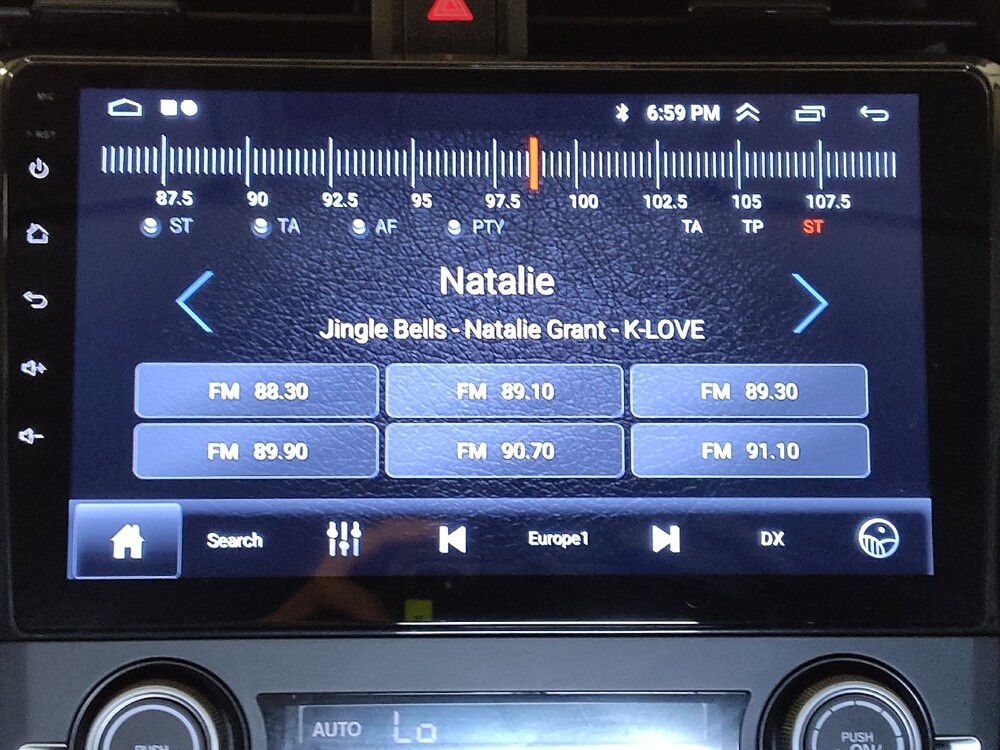 MIC
6:59 PM
RST
87.5 90 92.5 95 97.5 100 102.5 105 107.5
ST TA AF PTY TA TP ST
Natalie
Jingle Bells - Natalie Grant - K-LOVE
FM 88.30 FM 89.10 FM 89.30
FM 89.90 FM 90.70 FM 91.10
Search Europe1 DX
AUTO Lo
PUSH PUSH
ON